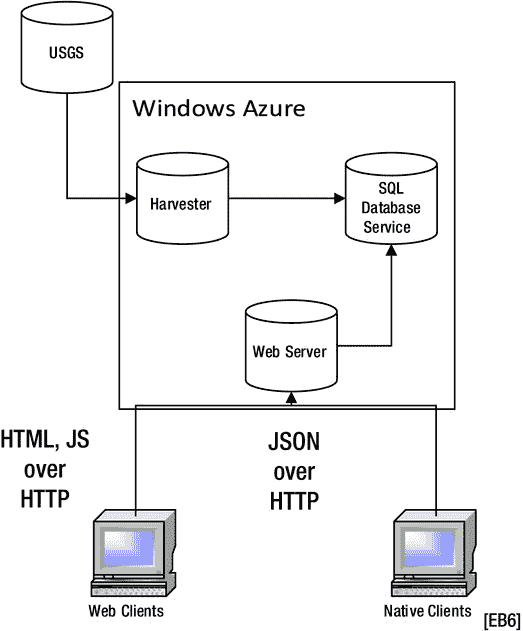 USGS
Windows Azure
Harvester
SQL
Database
Service
Web Server
HTML, JS
over
HTTP
JSON
over
HTTP
Web Clients
Native Clients
[EB6]